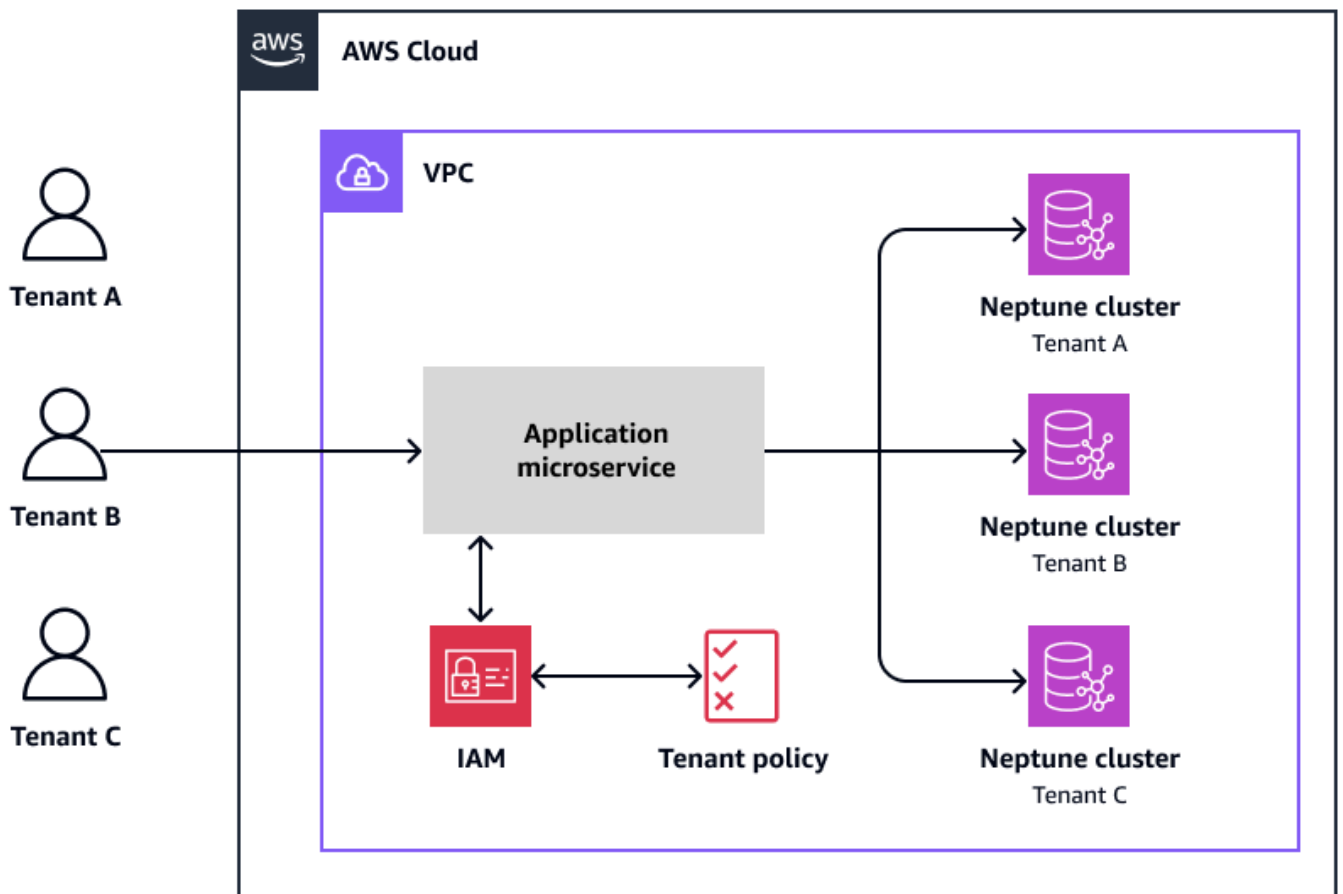 aws
AWS Cloud
VPC
Tenant A
Neptune cluster
Tenant A
Application
microservice
Tenant B
Neptune cluster
Tenant B
Tenant C
IAM
Tenant policy
Neptune cluster
Tenant C